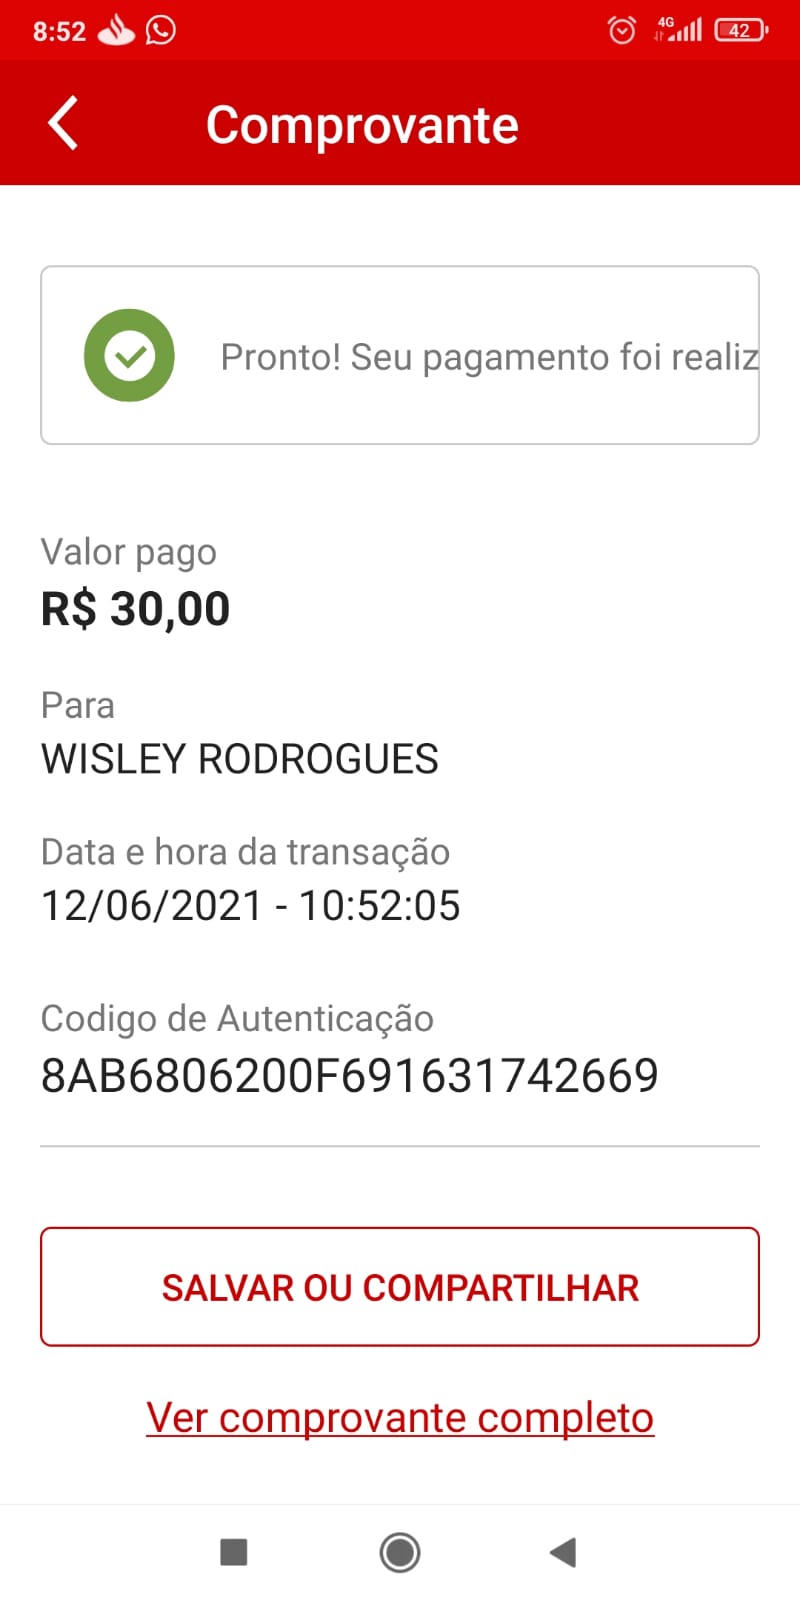 8:52
4G
42
Comprovante
Pronto! Seu pagamento foi realiz
Valor pago
R$ 30,00
Para
WISLEY RODROGUES
Data e hora da transação
12/06/2021 - 10:52:05
Codigo de Autenticação
8AB6806200F691631742669
SALVAR OU COMPARTILHAR
Ver comprovante completo